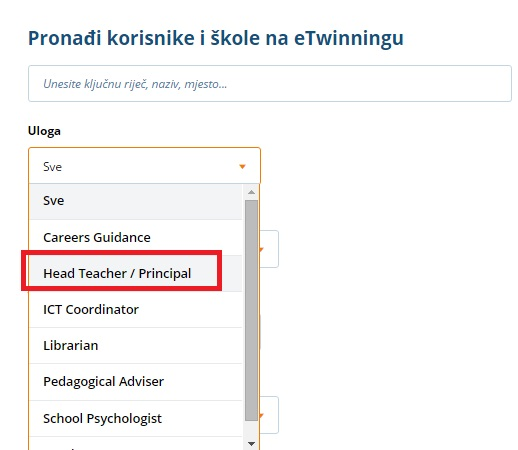 Pronađi korisnike i škole na eTwinningu
Unesite ključnu riječ, naziv, mjesto...
Uloga
Sve
Sve
Careers Guidance
Head Teacher / Principal
ICT Coordinator
Librarian
Pedagogical Adviser
School Psychologist